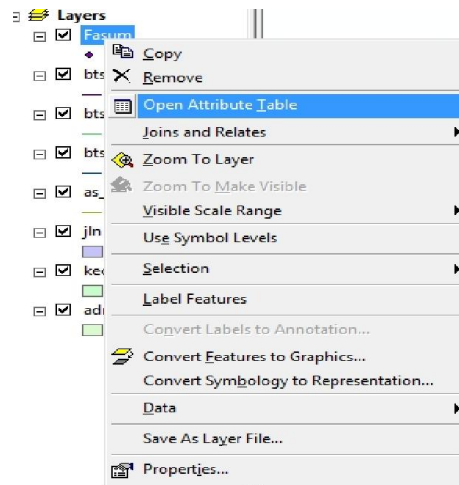 Layers
Fasum
Copy
bts
Remove
Open Attribute Table
bts
Joins and Relates
bts
Zoom To Layer
Zoom To Make Visible
as_
Visible Scale Range
jln
Use Symbol Levels
Selection
Label Features
Convert Labels to Annotation...
Convert Features to Graphics...
Convert Symbology to Representation...
Data
Save As Layer File...
Properties...